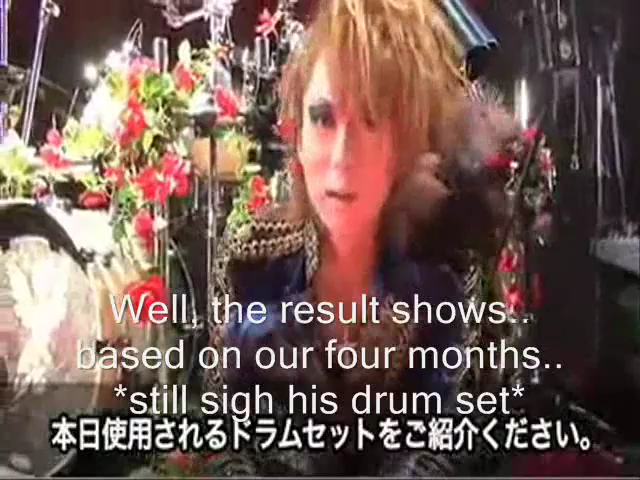 Well, the result shows..
based on our four months..
*still sigh his drum set*
本日使用されるドラムセットをご紹介ください。